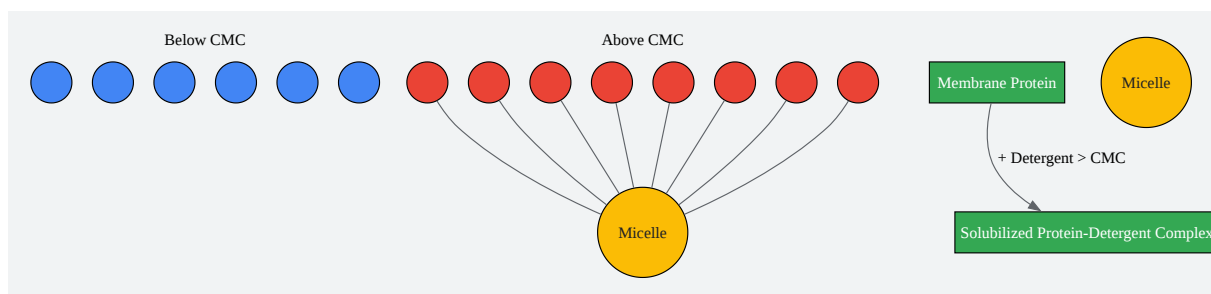 Below CMC
Above CMC
Membrane Protein
Micelle
+ Detergent > CMC
Micelle
Solubilized Protein-Detergent Complex